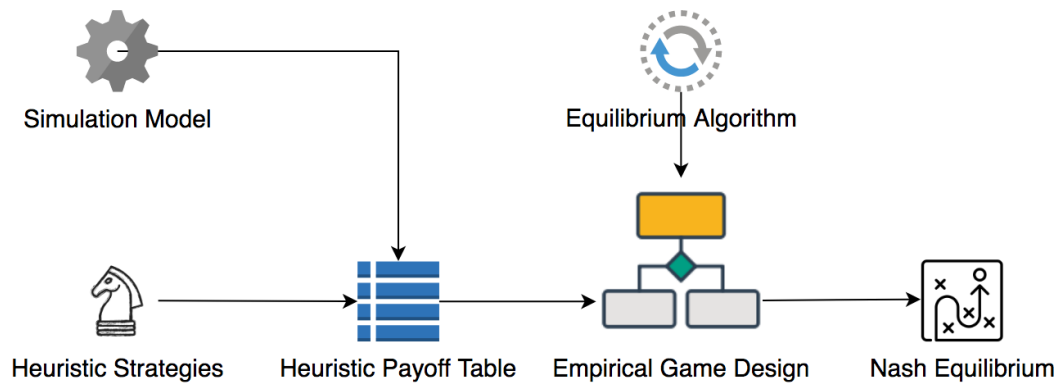 Simulation Model
Equilibrium Algorithm
Heuristic Strategies
Heuristic Payoff Table
Empirical Game Design
Nash Equilibrium